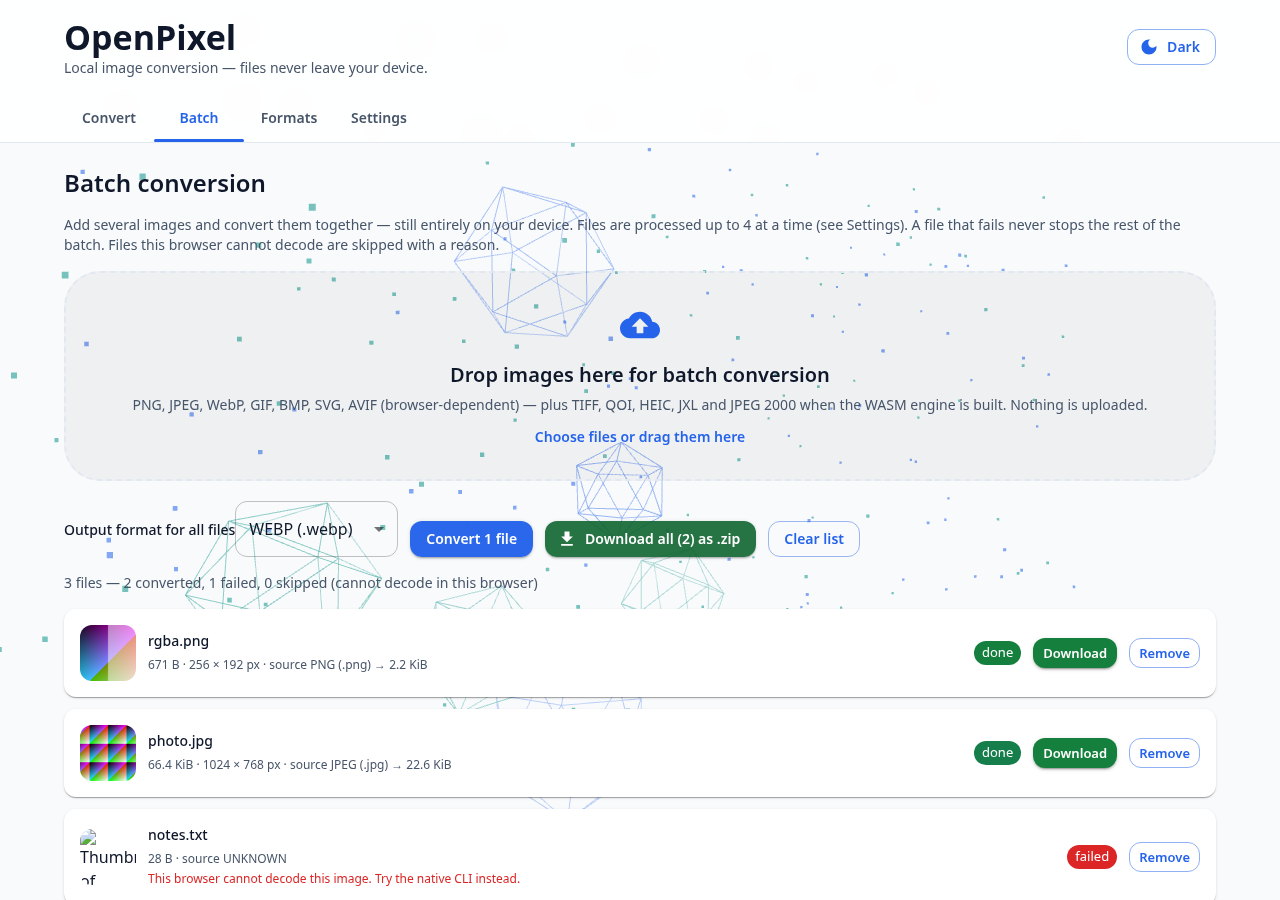 OpenPixel
Local image conversion — files never leave your device.
Dark
Convert
Batch
Formats
Settings
Batch conversion
Add several images and convert them together — still entirely on your device. Files are processed up to 4 at a time (see Settings). A file that fails never stops the rest of the
batch. Files this browser cannot decode are skipped with a reason.
Drop images here for batch conversion
PNG, JPEG, WebP, GIF, BMP, SVG, AVIF (browser-dependent) — plus TIFF, QOI, HEIC, JXL and JPEG 2000 when the WASM engine is built. Nothing is uploaded.
Choose files or drag them here
Output format for all files
WEBP (.webp)
Convert 1 file
Download all (2) as .zip
Clear list
3 files — 2 converted, 1 failed, 0 skipped (cannot decode in this browser)
rgba.png
671 B · 256 × 192 px · source PNG (.png) → 2.2 KiB
done
Download
Remove
photo.jpg
66.4 KiB · 1024 × 768 px · source JPEG (.jpg) → 22.6 KiB
done
Download
Remove
Thumb
of
notes.txt
28 B · source UNKNOWN
This browser cannot decode this image. Try the native CLI instead.
failed
Remove